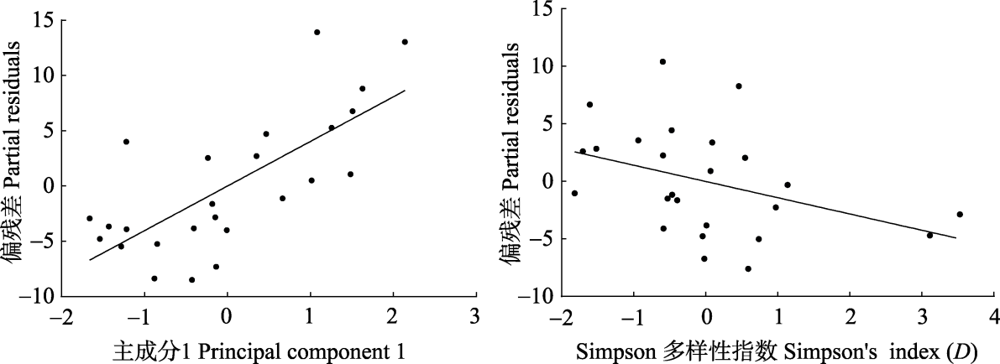 15
10
5
0
–5
–10
偏残差 Partial residuals
–2 –1 0 1 2 3
主成分1 Principal component 1
15
10
5
0
–5
–10
偏残差 Partial residuals
–2 –1 0 1 2 3 4
Simpson 多样性指数 Simpson's index (D)